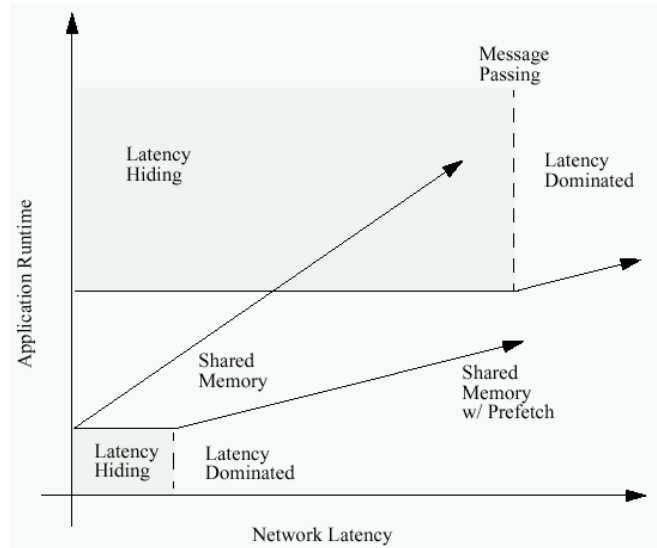 Message
Passing
Latency
Hiding
Latency
Dominated
Application Runtime
Shared
Memory
Shared
Memory
w/ Prefetch
Latency
Hiding
Latency
Dominated
Network Latency